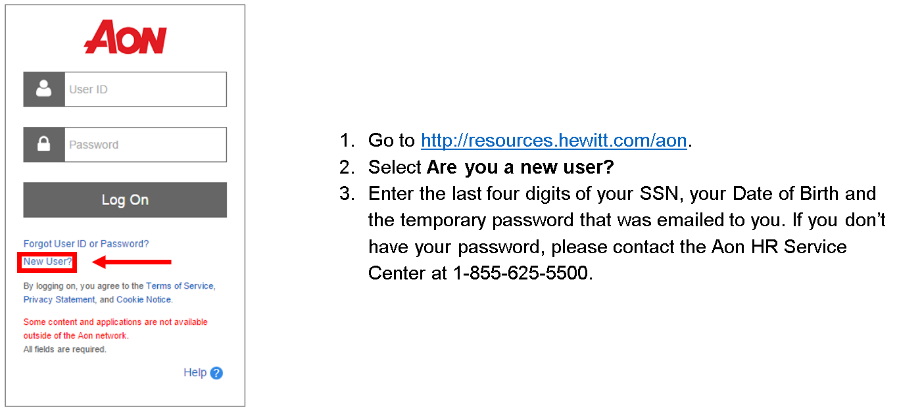 AON
User ID
Password
Log On
Forgot User ID or Password?
New User?
By logging on, you agree to the Terms of Service,
Privacy Statement, and Cookie Notice.
Some content and applications are not available
outside of the Aon network.
All fields are required.
Help ?
1. Go to http://resources.hewitt.com/aon.
2. Select Are you a new user?
3. Enter the last four digits of your SSN, your Date of Birth and
the temporary password that was emailed to you. If you don’t
have your password, please contact the Aon HR Service
Center at 1-855-625-5500.